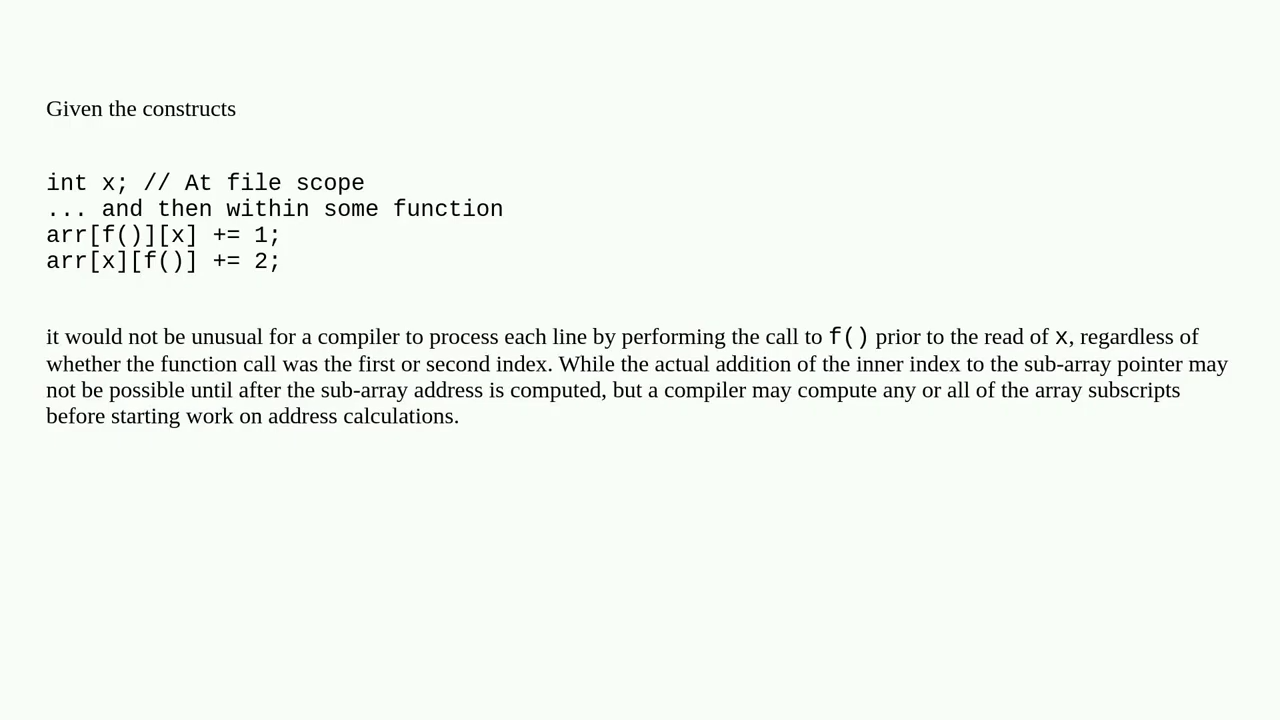 Given the constructs
int x; // At file scope
... and then within some function
arr[f()][x] += 1;
arr[x][f()] += 2;
it would not be unusual for a compiler to process each line by performing the call to f() prior to the read of x, regardless of
whether the function call was the first or second index. While the actual addition of the inner index to the sub-array pointer may
not be possible until after the sub-array address is computed, but a compiler may compute any or all of the array subscripts
before starting work on address calculations.